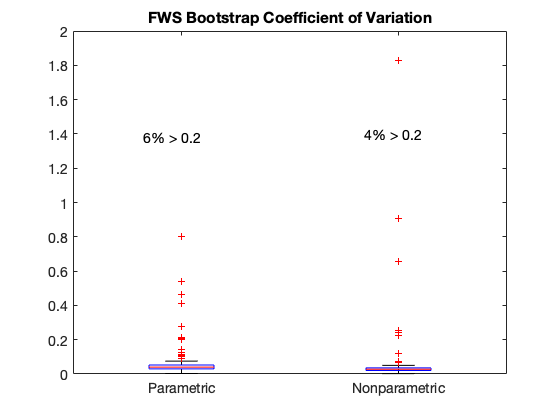 FWS Bootstrap Coefficient of Variation
2
1.8
1.6
1.4
6% > 0.2
4% > 0.2
1.2
1
0.8
0.6
0.4
0.2
0
Parametric
Nonparametric